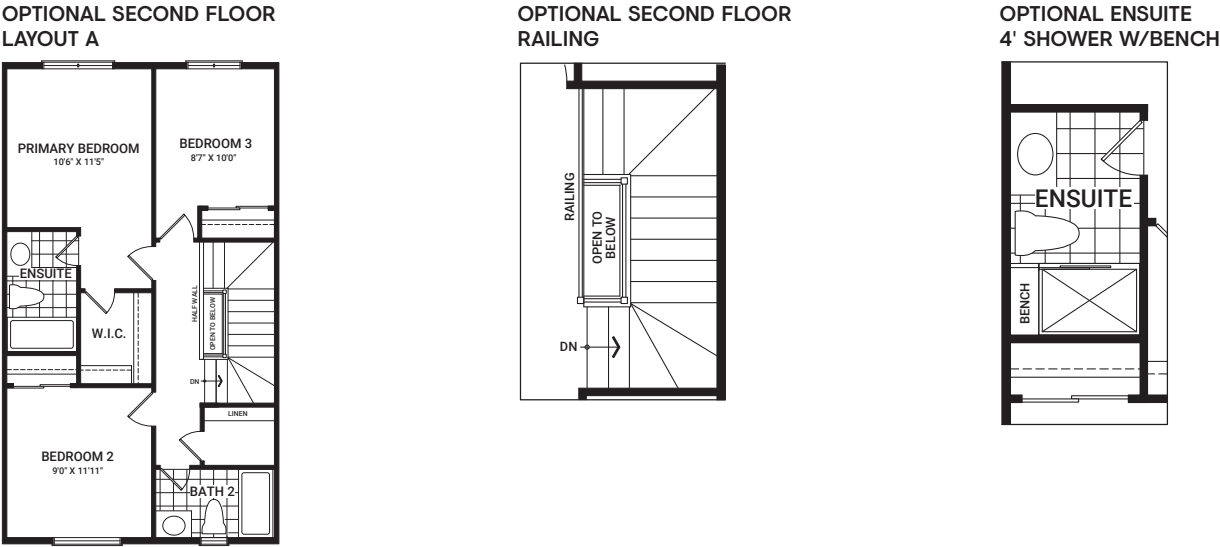 OPTIONAL SECOND FLOOR
LAYOUT A
PRIMARY BEDROOM
10'6" X 11'5"
BEDROOM 3
8'7" X 10'0"
ENSUITE
W.I.C.
HALF WALL
OPEN TO BELOW
DN
LINEN
BEDROOM 2
9'0" X 11'11"
BATH 2
OPTIONAL SECOND FLOOR
RAILING
RAILING
OPEN TO
BELOW
DN
OPTIONAL ENSUITE
4' SHOWER W/BENCH
ENSUITE
BENCH